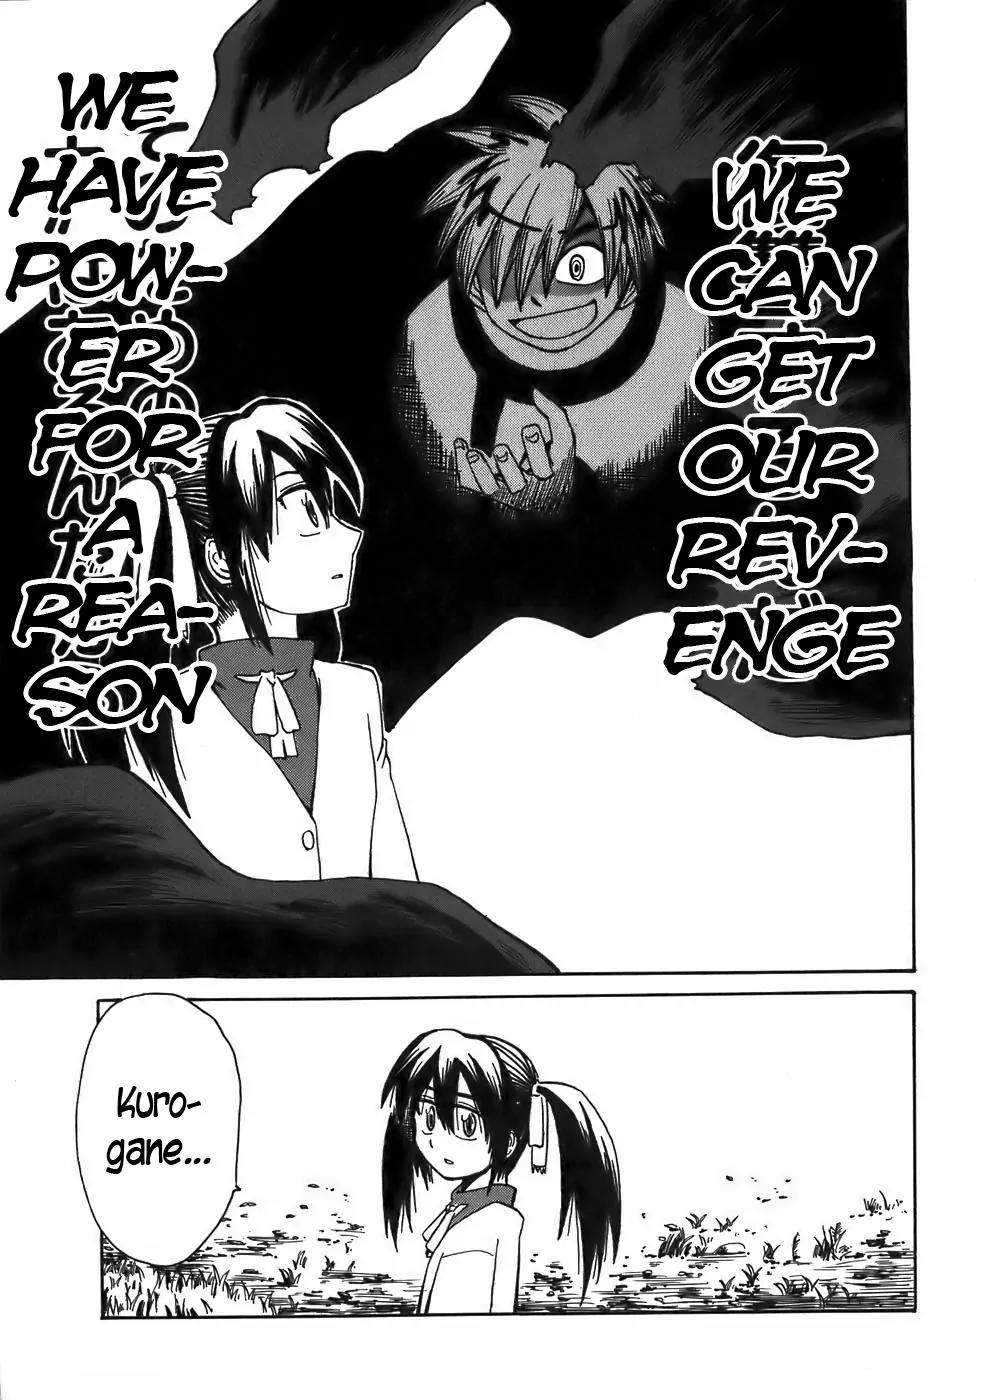 WE
CAN
GET
OUR
REV-
ENGE
WE
HAVE
POW-
ER
FOR
A
REA-
SON
Kuro-
gane...